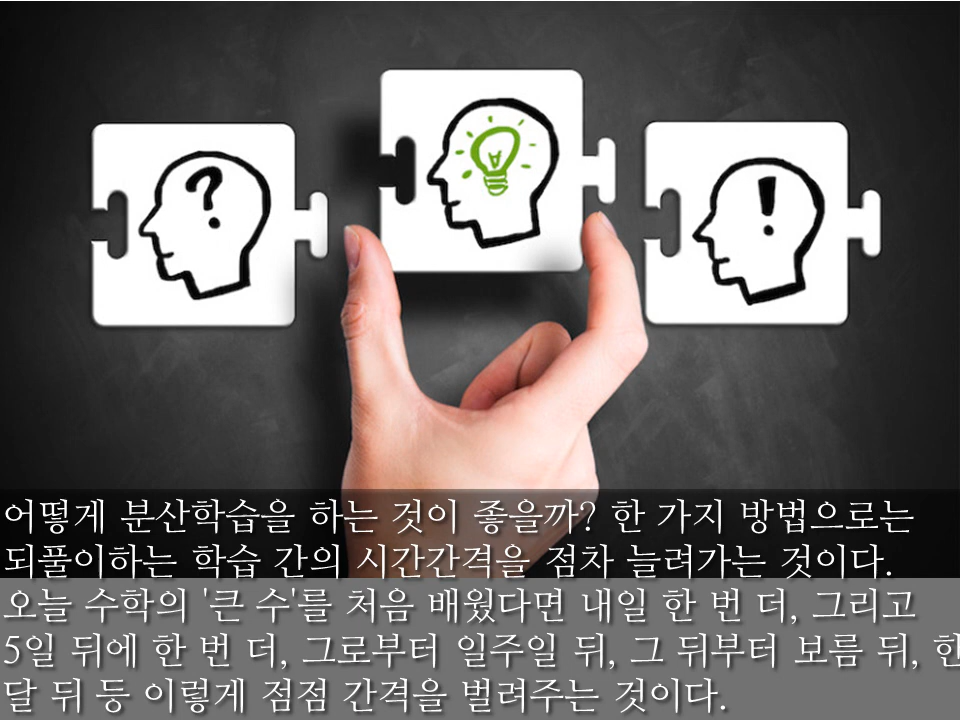 ?
!
어떻게 분산학습을 하는 것이 좋을까? 한 가지 방법으로는
되풀이하는 학습 간의 시간간격을 점차 늘려가는 것이다.
오늘 수학의 '큰 수'를 처음 배웠다면 내일 한 번 더, 그리고
5일 뒤에 한 번 더, 그로부터 일주일 뒤, 그 뒤부터 보름 뒤, 한
달 뒤 등 이렇게 점점 간격을 벌려주는 것이다.